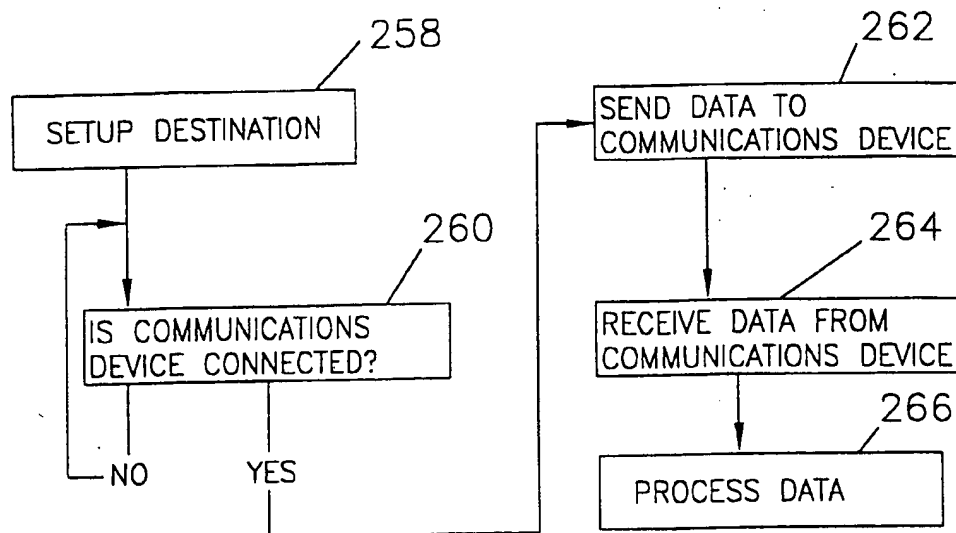 258
SETUP DESTINATION
260
IS COMMUNICATIONS
DEVICE CONNECTED?
NO
YES
262
SEND DATA TO
COMMUNICATIONS DEVICE
264
RECEIVE DATA FROM
COMMUNICATIONS DEVICE
266
PROCESS DATA